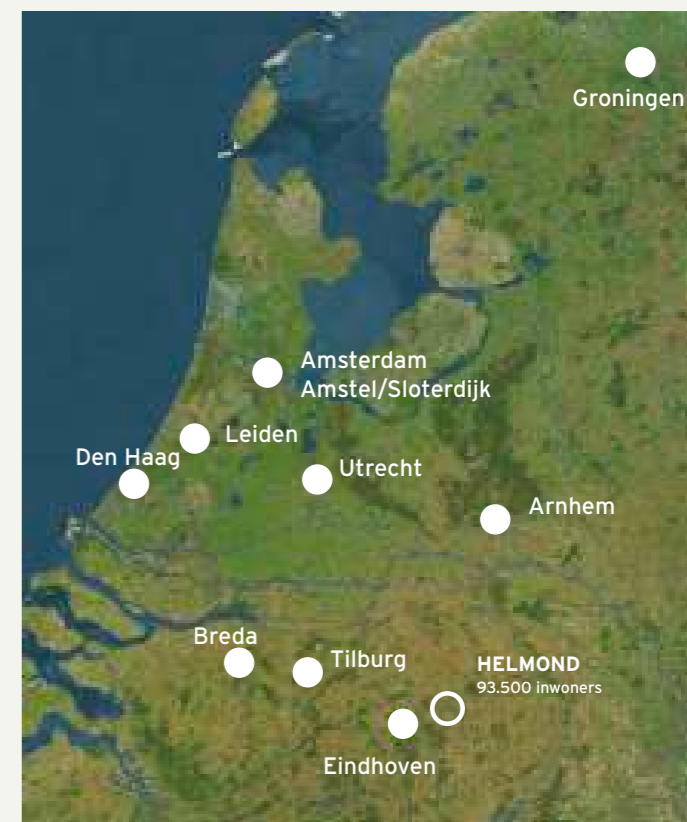 Groningen
Amsterdam
Amstel/Sloterdijk
Leiden
Den Haag
Utrecht
Arnhem
Breda
Tilburg
HELMOND
93.500 inwoners
Eindhoven